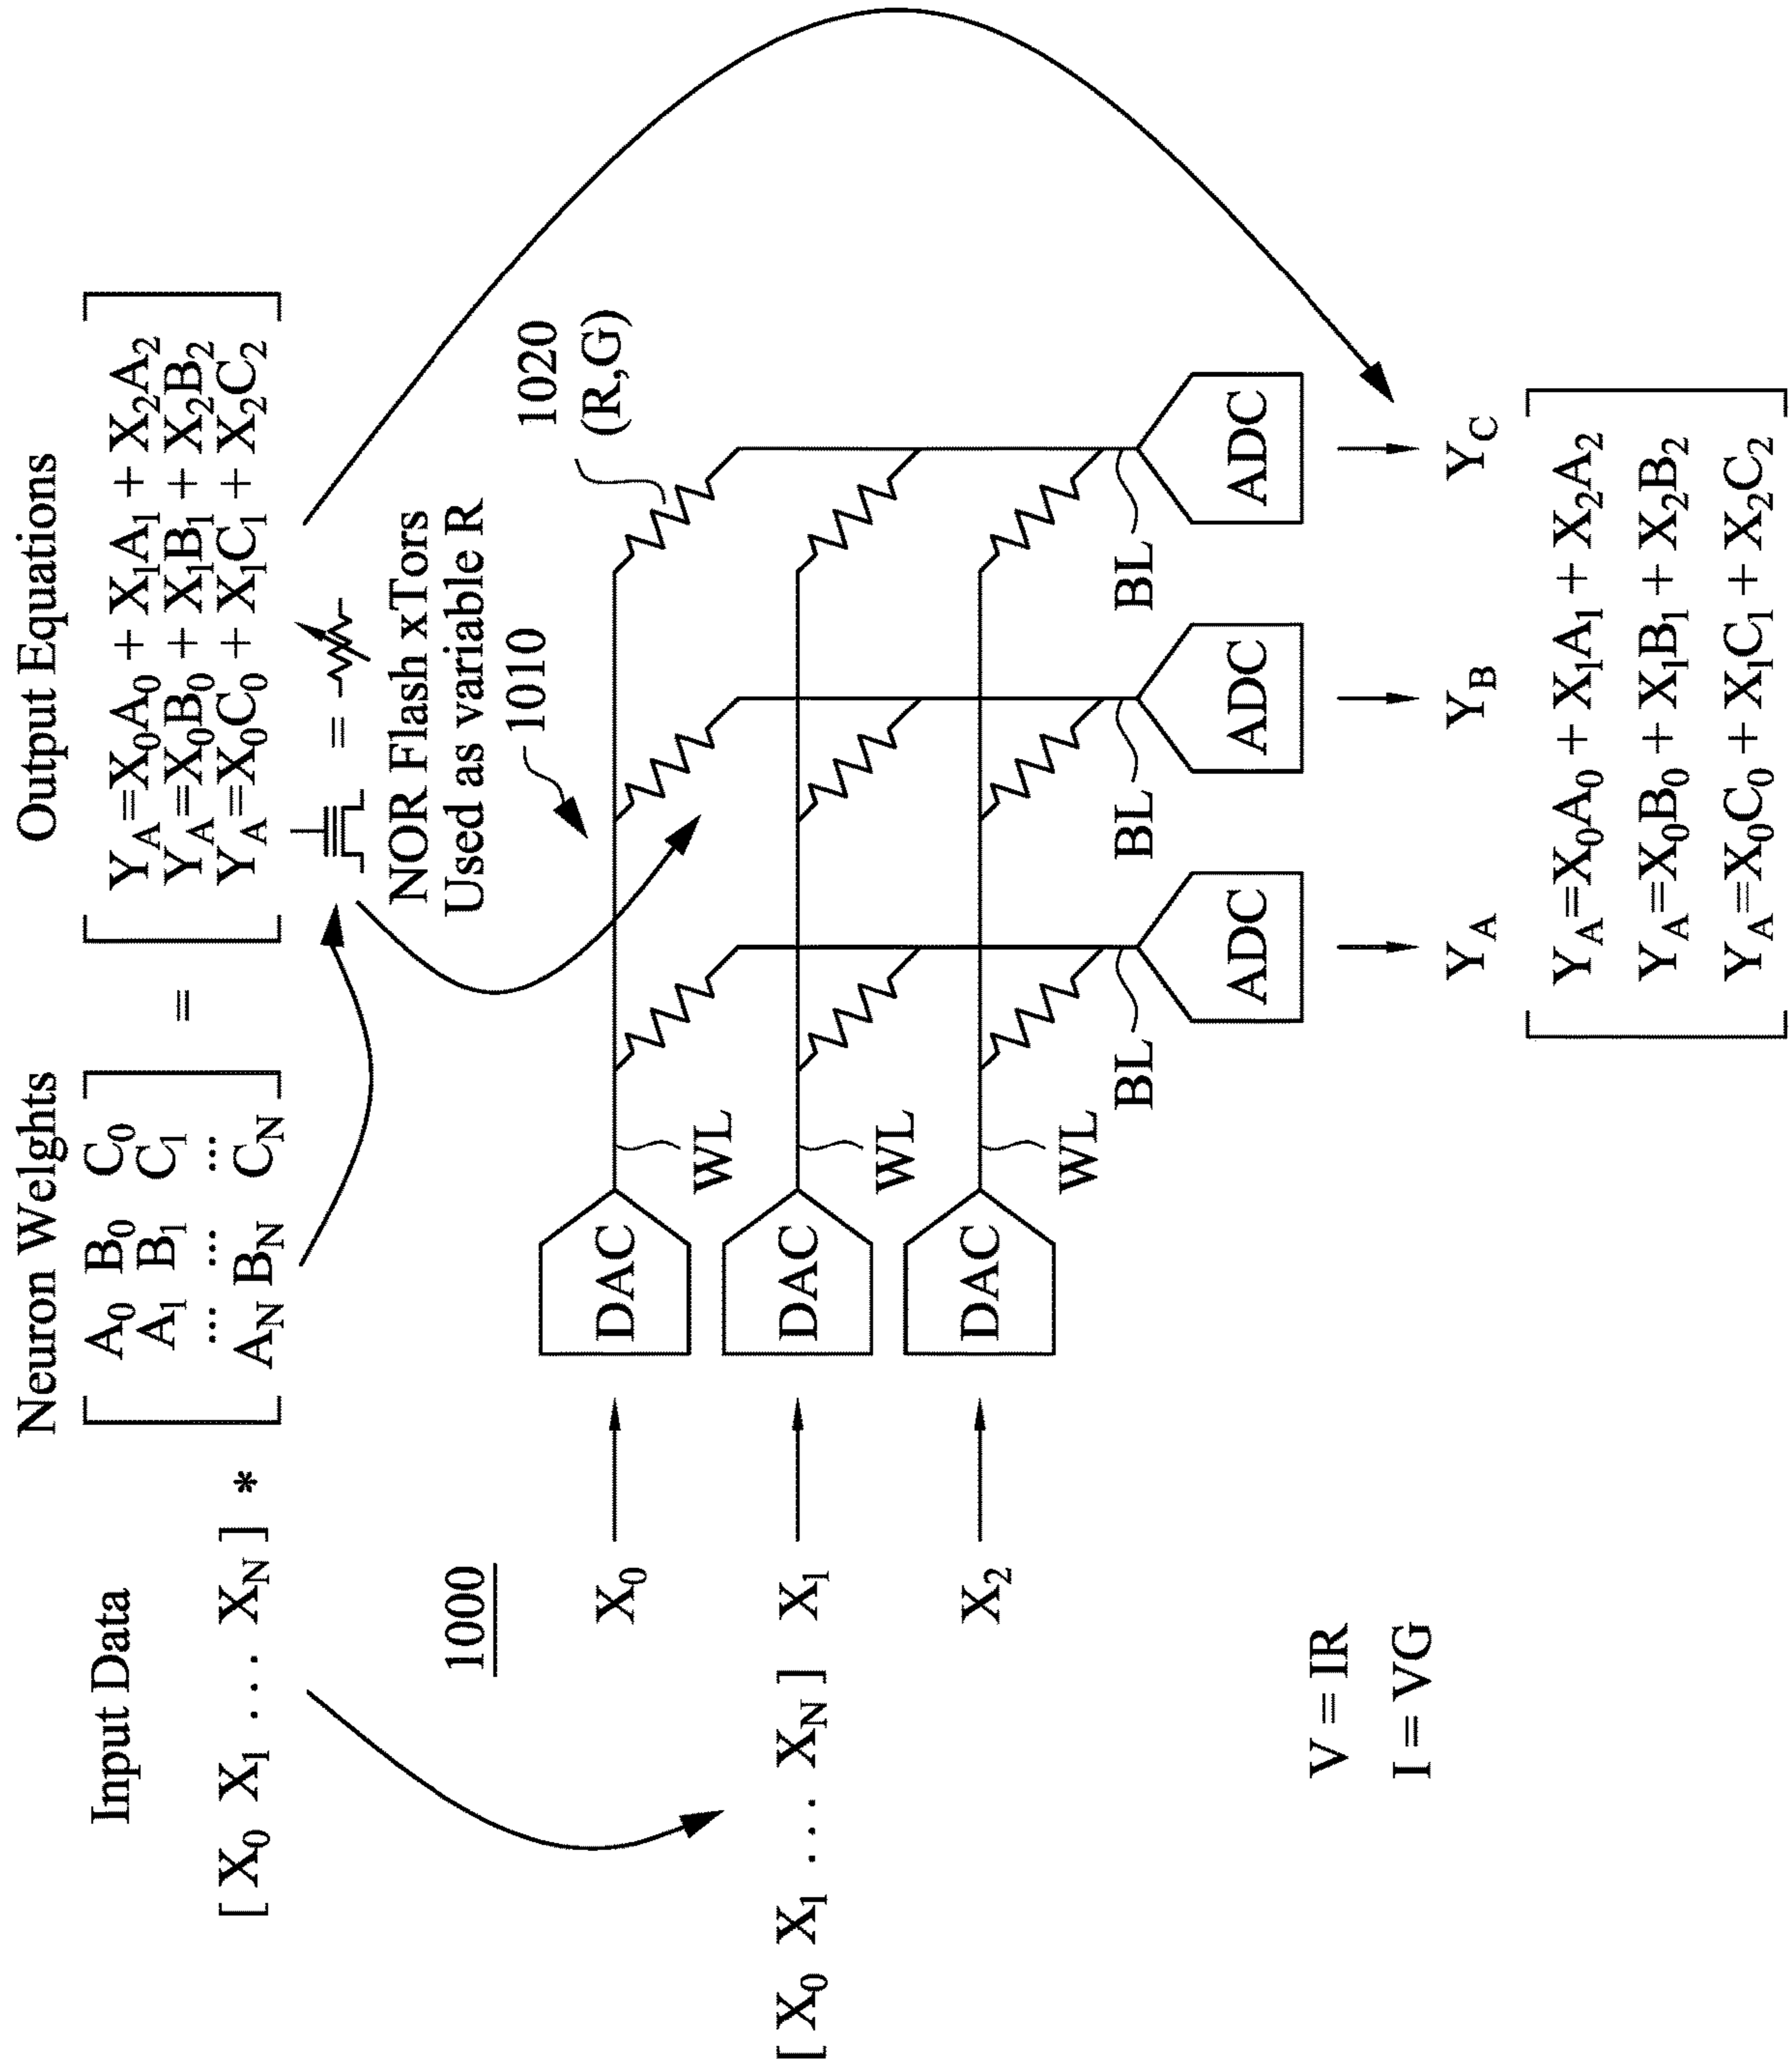 Input Data
Neuron Welghts
Output Equations
[ X0 X1 .... XN ] *
A0 B0 C0
A1 B1 C1
.... ... ...
AN BN CN
=
YA=X0A0 + X1A1 + X2A2
YA=X0B0 + X1B1 + X2B2
YA=X0C0 + X1C1 + X2C2
=
NOR Flash xTors
Used as variable R
1000
1010
1020
(R,G)
X0
DAC
WL
[ X0 X1 .... XN ]
X1
DAC
WL
X2
DAC
WL
BL
BL
BL
ADC
ADC
ADC
V = IR
I = VG
YA
YB
YC
YA=X0A0 + X1A1 + X2A2
YA=X0B0 + X1B1 + X2B2
YA=X0C0 + X1C1 + X2C2